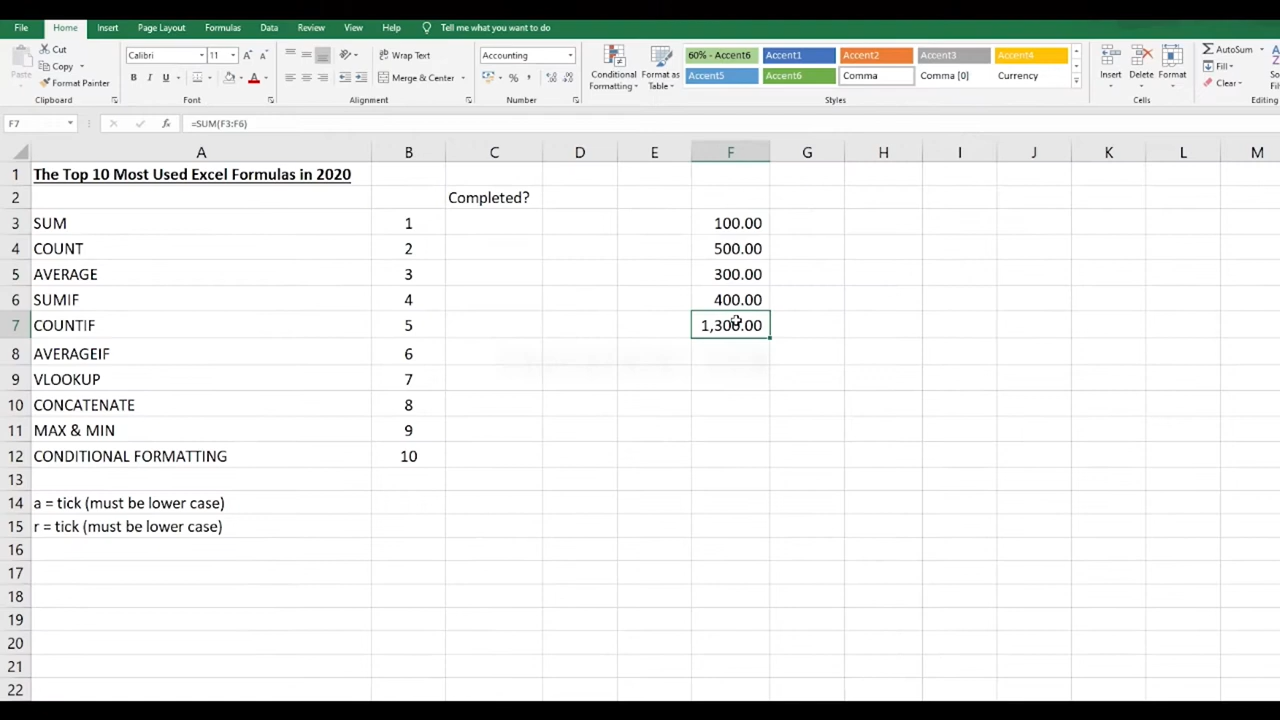 File Home Insert Page Layout Formulas Data Review View Help Tell me what you want to do
Cut
Copy
Format Painter
Paste
Clipboard
Calibri 11
B I U
Font
Wrap Text
Merge & Center
Alignment
Accounting
Number
Conditional Formatting
Format as Table
60% - Accent6 Accent1 Accent2 Accent3 Accent4
Accent5 Accent6 Comma Comma [0] Currency
Styles
Insert Delete Format
Cells
AutoSum
Fill
Clear
Editing
F7 =SUM(F3:F6)
A B C D E F G H I J K L M
1 The Top 10 Most Used Excel Formulas in 2020
2 Completed?
3 SUM 1 100.00
4 COUNT 2 500.00
5 AVERAGE 3 300.00
6 SUMIF 4 400.00
7 COUNTIF 5 1,300.00
8 AVERAGEIF 6
9 VLOOKUP 7
10 CONCATENATE 8
11 MAX & MIN 9
12 CONDITIONAL FORMATTING 10
13
14 a = tick (must be lower case)
15 r = tick (must be lower case)
16
17
18
19
20
21
22